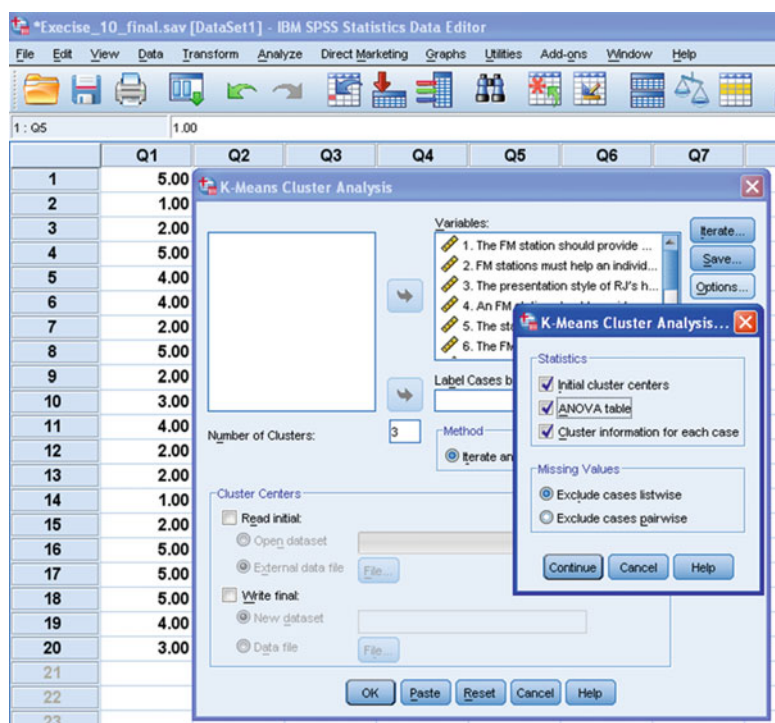 *Execise_10_final.sav [DataSet1] - IBM SPSS Statistics Data Editor
File Edit View Data Transform Analyze Direct Marketing Graphs Utilities Add-ons Window Help
1 : Q5 1.00
Q1 Q2 Q3 Q4 Q5 Q6 Q7
1 5.00
2 1.00
3 2.00
4 5.00
5 4.00
6 4.00
7 2.00
8 5.00
9 2.00
10 3.00
11 4.00
12 2.00
13 2.00
14 1.00
15 2.00
16 5.00
17 5.00
18 5.00
19 4.00
20 3.00
21
22
23
K-Means Cluster Analysis
Variables:
1. The FM station should provide ...
2. FM stations must help an individ...
3. The presentation style of RJ's h...
4. An FM
5. The
6. The FM
Iterate...
Save...
Options...
Label Cases
Number of Clusters: 3
Method
Iterate
Cluster Centers
Read initial:
Open dataset
External data file File...
Write final:
New dataset
Data file File...
OK Paste Reset Cancel Help
K-Means Cluster Analysis...
Statistics
Initial cluster centers
ANOVA table
Cluster information for each case
Missing Values
Exclude cases listwise
Exclude cases pairwise
Continue Cancel Help